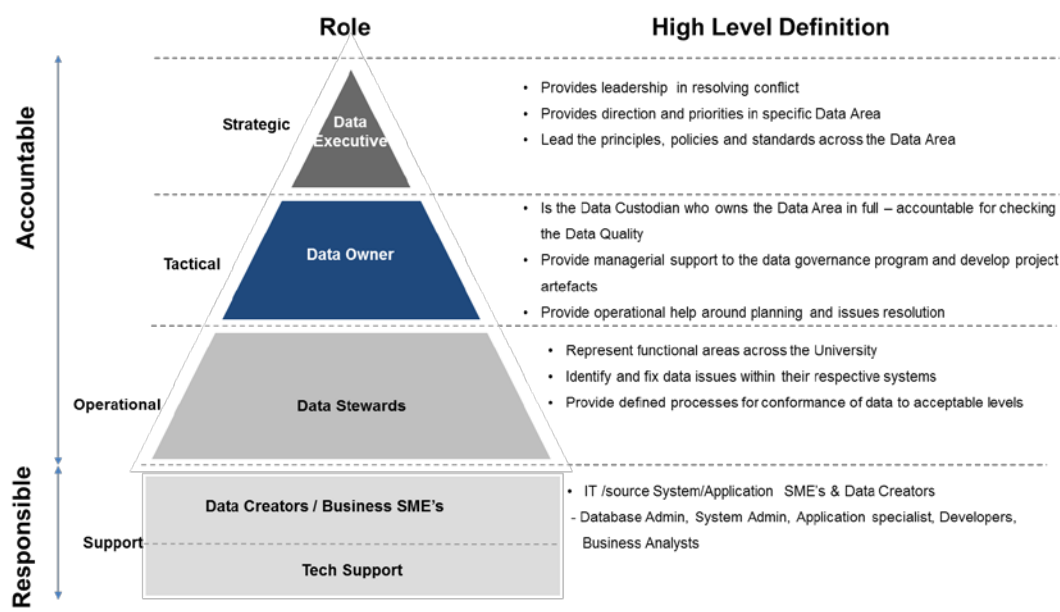 Role
High Level Definition
Accountable
Strategic
Data
Executive
• Provides leadership in resolving conflict
• Provides direction and priorities in specific Data Area
• Lead the principles, policies and standards across the Data Area
Tactical
Data Owner
• Is the Data Custodian who owns the Data Area in full – accountable for checking
the Data Quality
• Provide managerial support to the data governance program and develop project
artefacts
• Provide operational help around planning and issues resolution
Operational
Data Stewards
• Represent functional areas across the University
• Identify and fix data issues within their respective systems
• Provide defined processes for conformance of data to acceptable levels
Responsible
Support
Data Creators / Business SME's
Tech Support
• IT /source System/Application SME's & Data Creators
- Database Admin, System Admin, Application specialist, Developers,
Business Analysts